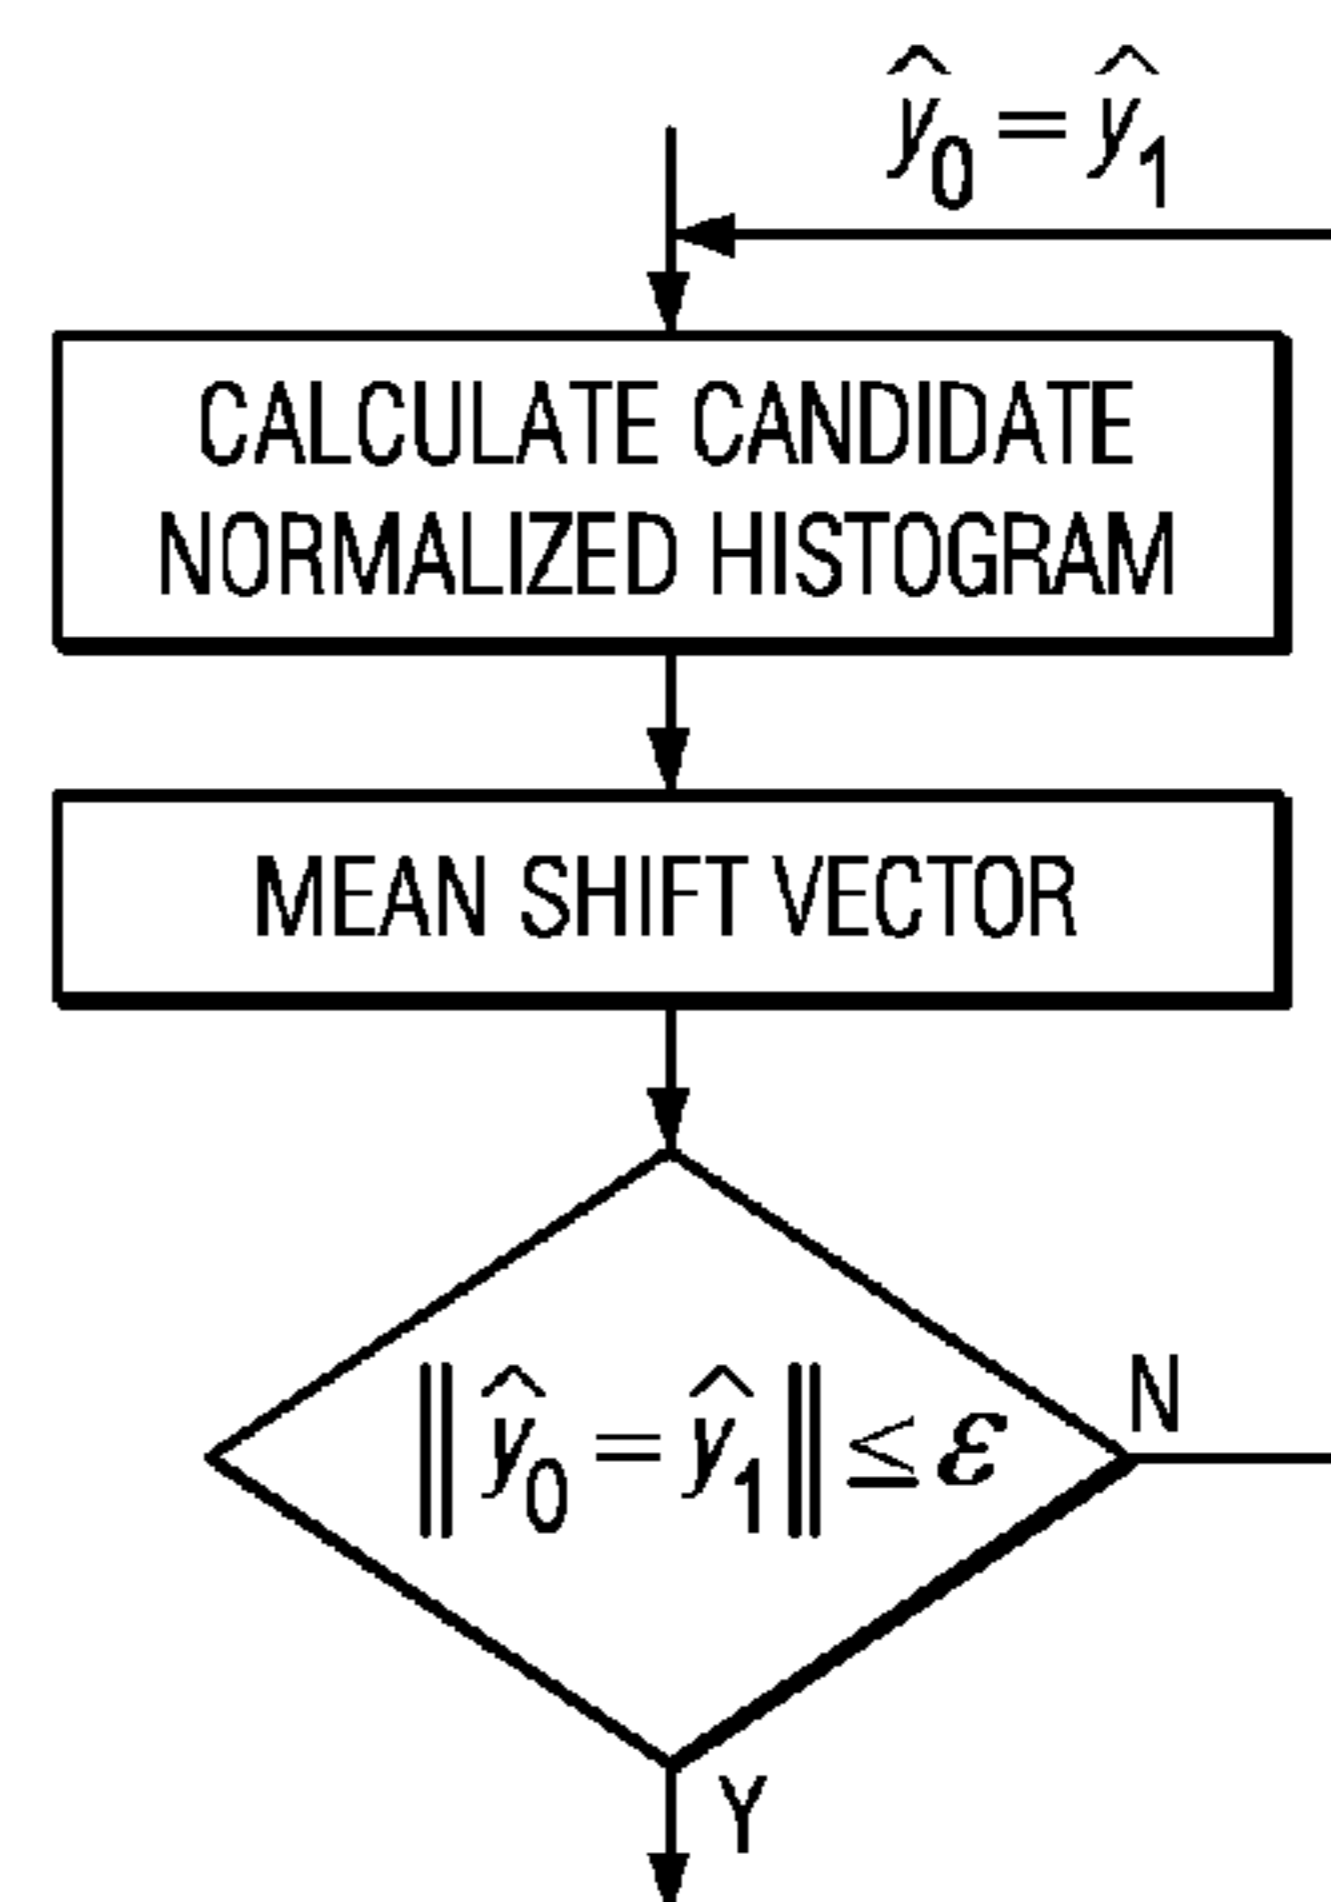 ŷ₀ = ŷ₁
CALCULATE CANDIDATE
NORMALIZED HISTOGRAM
MEAN SHIFT VECTOR
‖ŷ₀ = ŷ₁‖ ≤ ε
N
Y